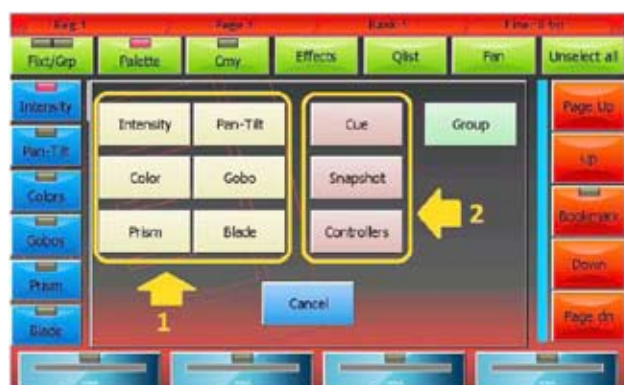 Fixt/Grp Palette Cmy Effects Qlist Fan Unselect all
Intensity
Pan-Tilt
Colors
Gobos
Prism
Blade
Intensity Pan-Tilt
Color Gobo
Prism Blade
1
Cue
Snapshot
Controllers
2
Group
Cancel
Page Up
Up
Bookmark
Down
Page dn